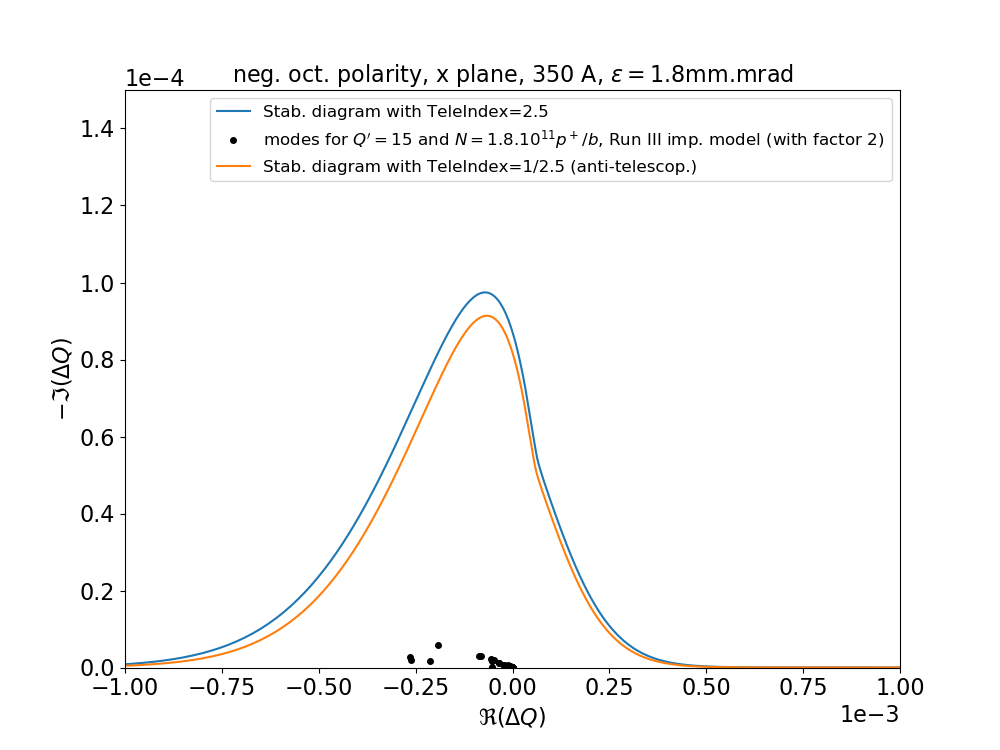 neg. oct. polarity, x plane, 350 A, ε = 1.8mm.mrad
1e−4
Stab. diagram with TeleIndex=2.5
modes for Q′ = 15 and N = 1.8.10¹¹p⁺/b, Run III imp. model (with factor 2)
Stab. diagram with TeleIndex=1/2.5 (anti-telescop.)
1.4
1.2
1.0
0.8
0.6
0.4
0.2
0.0
−ℑ(ΔQ)
−1.00 −0.75 −0.50 −0.25 0.00 0.25 0.50 0.75 1.00
ℜ(ΔQ)
1e−3